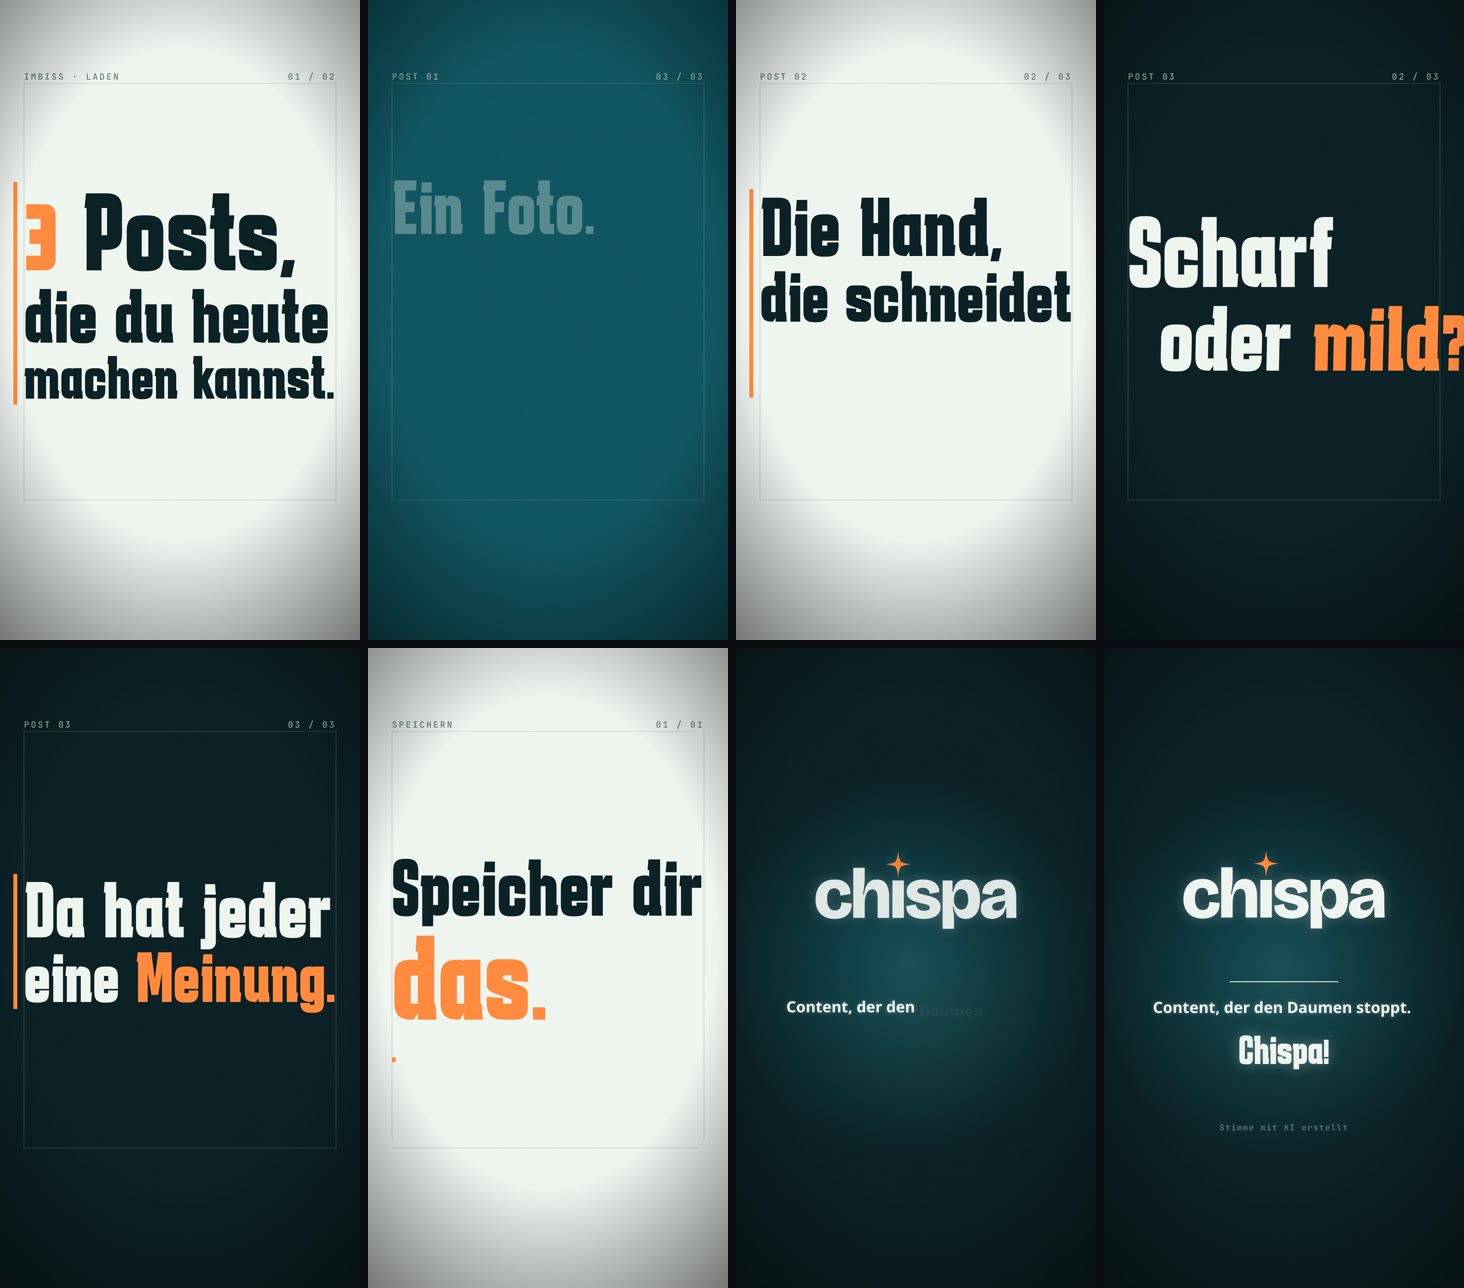 IMBISS · LADEN 01 / 02
3 Posts,
die du heute
machen kannst.
POST 01 03 / 03
Ein Foto.
POST 02 02 / 03
Die Hand,
die schneidet
POST 03 02 / 03
Scharf
oder mild?
POST 03 03 / 03
Da hat jeder
eine Meinung.
SPEICHERN 01 / 01
Speicher dir
das.
chispa
Content, der den Daumen
chispa
Content, der den Daumen stoppt.
Chispa!
Stimme mit KI erstellt